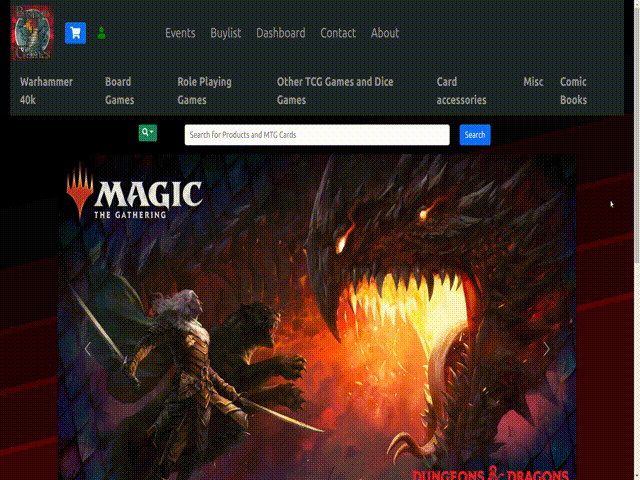 Events Buylist Dashboard Contact About
Warhammer 40k
Board Games
Role Playing Games
Other TCG Games and Dice Games
Card accessories
Misc
Comic Books
Search for Products and MTG Cards
Search
MAGIC
THE GATHERING
DUNGEONS & DRAGONS